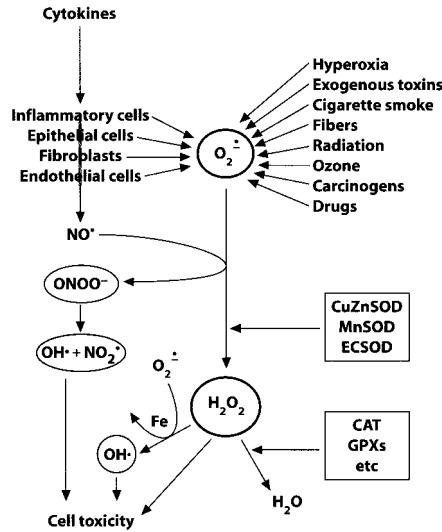 Cytokines
Inflammatory cells
Epithelial cells
Fibroblasts
Endothelial cells
O₂•−
Hyperoxia
Exogenous toxins
Cigarette smoke
Fibers
Radiation
Ozone
Carcinogens
Drugs
NO•
ONOO−
OH• + NO₂•
CuZnSOD
MnSOD
ECSOD
O₂•−
Fe
H₂O₂
OH•
CAT
GPXs
etc
H₂O
Cell toxicity